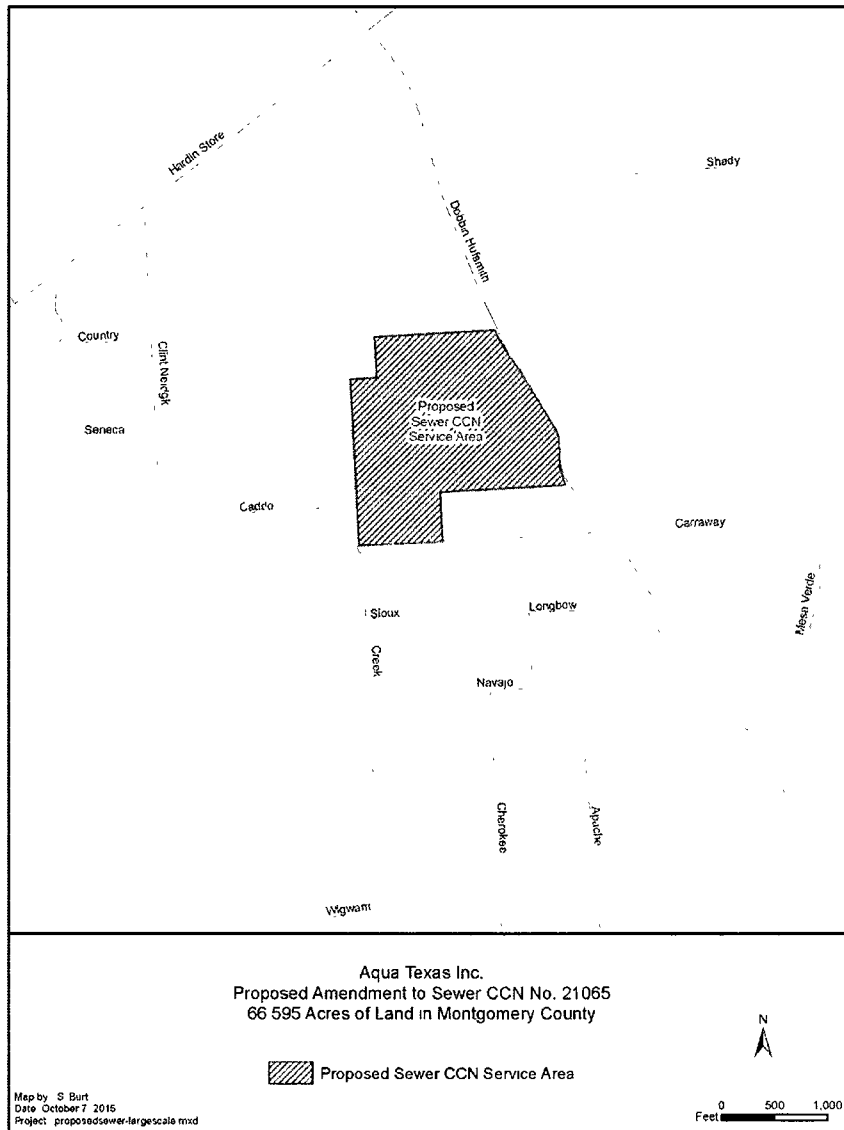 Hardin Store
Shady
Dobbin Hufsmith
Country
Clint Neidgk
Proposed
Sewer CCN
Service Area
Seneca
Caddo
Carraway
Mesa Verde
Sioux
Longbow
Creek
Navajo
Cherokee
Apache
Wigwam
Aqua Texas Inc.
Proposed Amendment to Sewer CCN No. 21065
66 595 Acres of Land in Montgomery County
N
Proposed Sewer CCN Service Area
Map by S Burt
Date October 7 2015
Project proposedsewer-largescale mxd
0 500 1,000
Feet